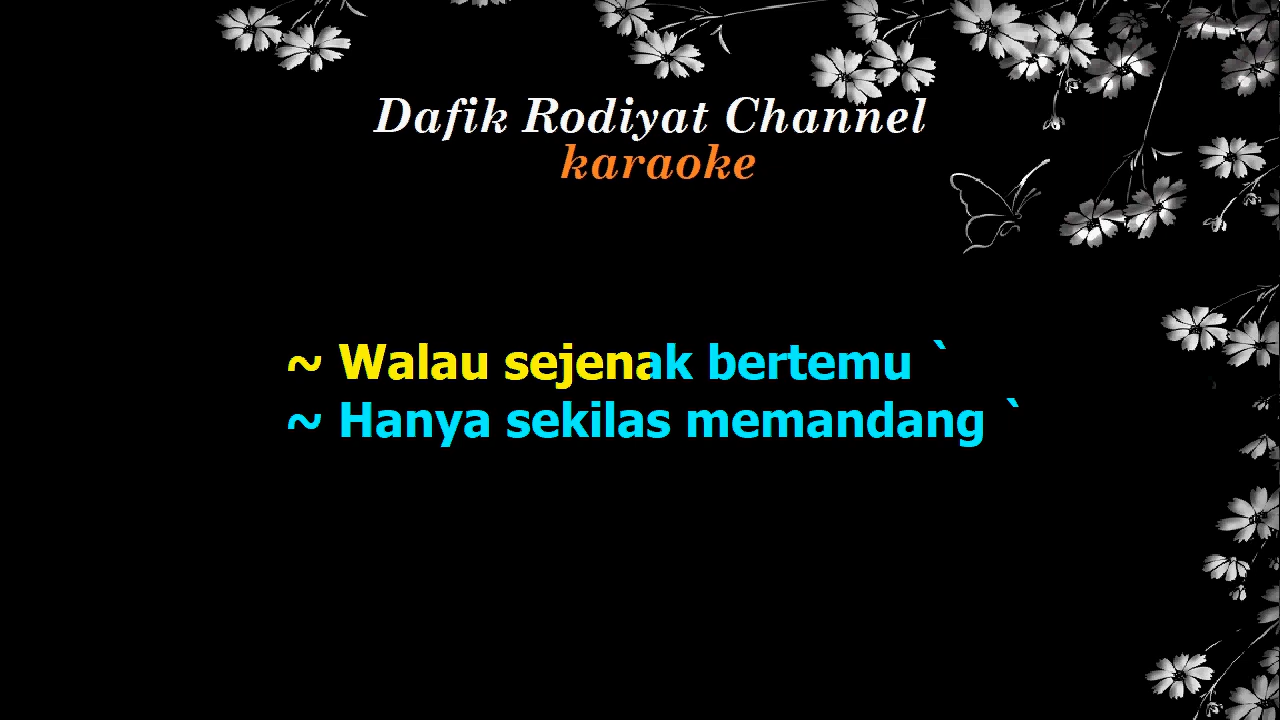 Dafik Rodiyat Channel
karaoke
~ Walau sejenak bertemu `
~ Hanya sekilas memandang `